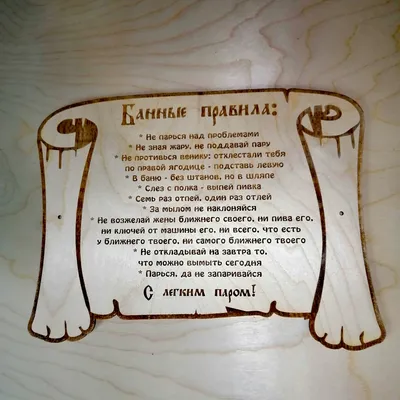 Банные правила:
* Не парься над проблемами
* Не зная жару, не поддавай пару
* Не противься венику: отхлестали тебя
по правой ягодице - подставь левую
* В баню - без штанов, но в шляпе
* Слез с полка - выпей пивка
* Семь раз отпей, один раз отлей
* За мылом не наклоняйся
* Не возжелай жены ближнего своего, ни пива его,
ни ключей от машины его, ни всего, что есть
у ближнего твоего, ни самого ближнего твоего
* Не откладывай на завтра то,
что можно вымыть сегодня
* Парься, да не запаривайся
С легким паром!